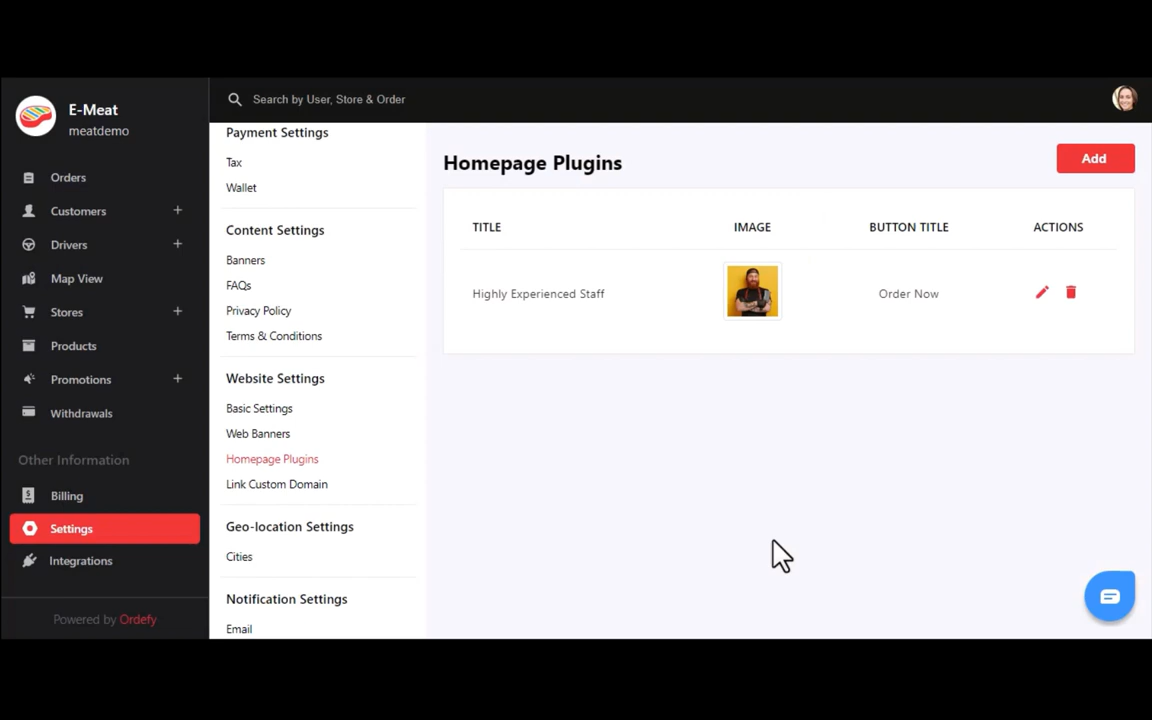 E-Meat
meatdemo
Search by User, Store & Order
Orders
Customers +
Drivers +
Map View
Stores +
Products
Promotions +
Withdrawals
Other Information
Billing
Settings
Integrations
Powered by Ordefy
Payment Settings
Tax
Wallet
Content Settings
Banners
FAQs
Privacy Policy
Terms & Conditions
Website Settings
Basic Settings
Web Banners
Homepage Plugins
Link Custom Domain
Geo-location Settings
Cities
Notification Settings
Email
Homepage Plugins
Add
TITLE IMAGE BUTTON TITLE ACTIONS
Highly Experienced Staff Order Now